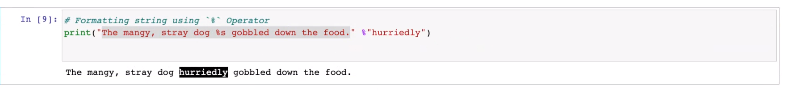 In [9]: # Formatting string using `%` Operator
print("The mangy, stray dog %s gobbled down the food." %"hurriedly")
The mangy, stray dog hurriedly gobbled down the food.